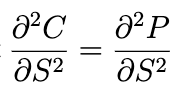 ∂²C/∂S² = ∂²P/∂S²